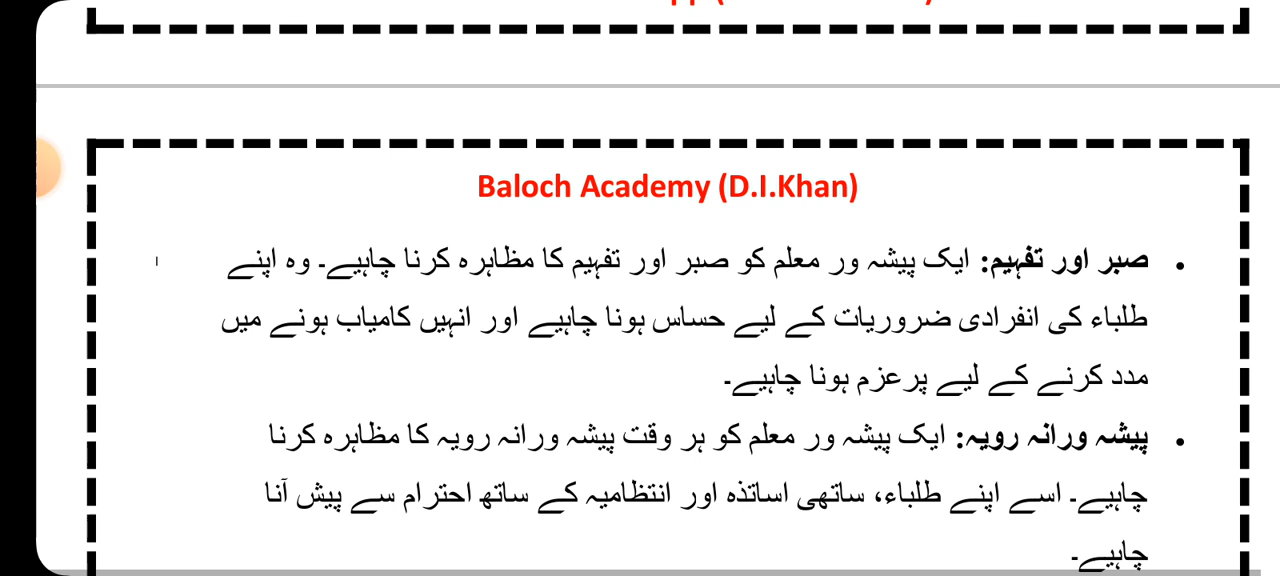 Baloch Academy (D.I.Khan)
• صبر اور تفہیم: ایک پیشہ ور معلم کو صبر اور تفہیم کا مظاہرہ کرنا چاہیے۔ وہ اپنے
طلباء کی انفرادی ضروریات کے لیے حساس ہونا چاہیے اور انہیں کامیاب ہونے میں
مدد کرنے کے لیے پرعزم ہونا چاہیے۔
• پیشہ ورانہ رویہ: ایک پیشہ ور معلم کو ہر وقت پیشہ ورانہ رویہ کا مظاہرہ کرنا
چاہیے۔ اسے اپنے طلباء، ساتھی اساتذہ اور انتظامیہ کے ساتھ احترام سے پیش آنا
چاہیے۔